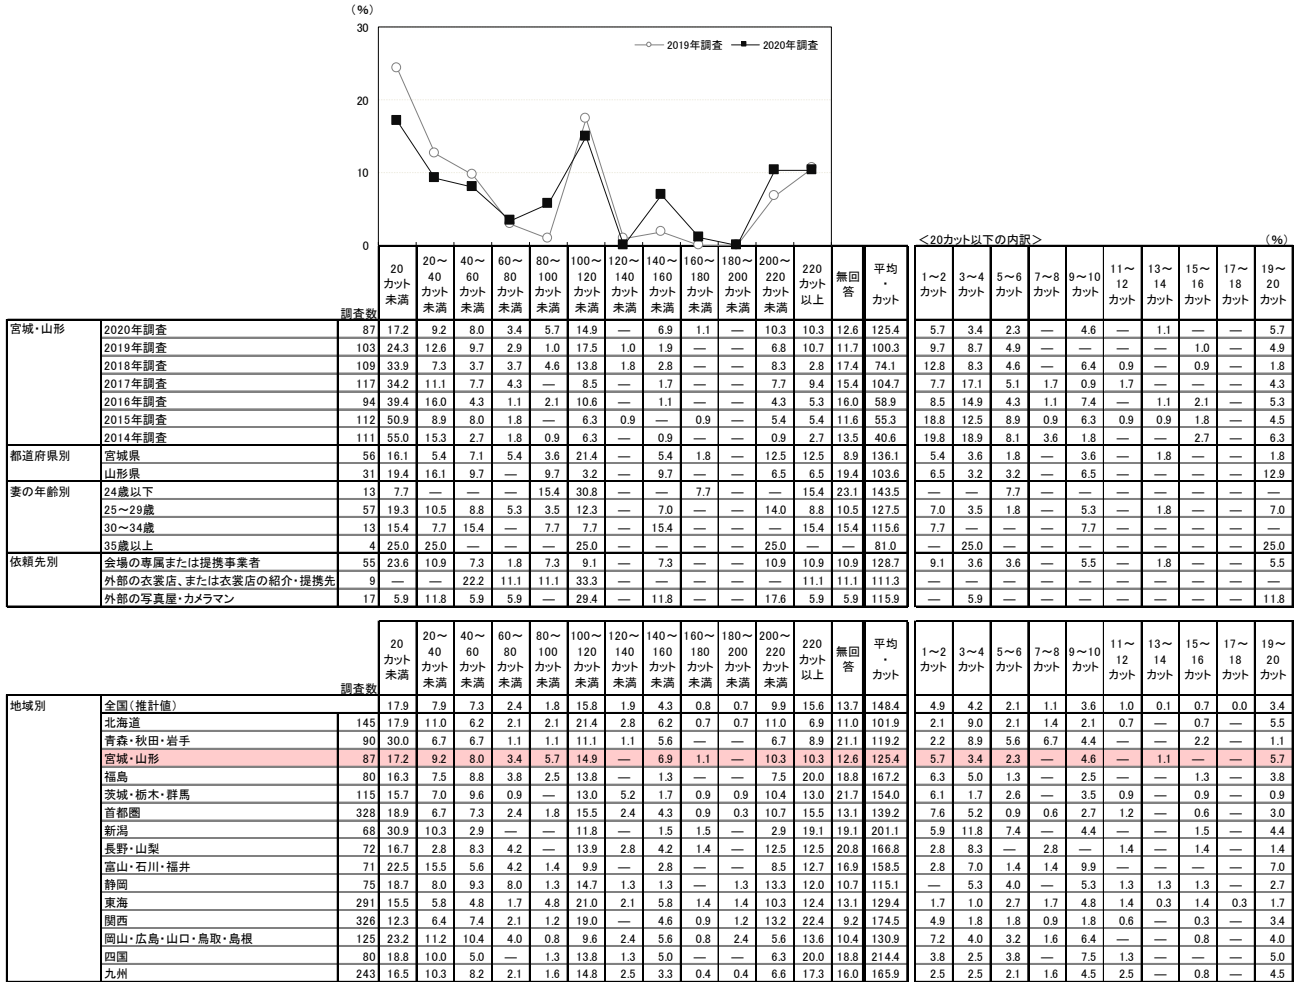 (%)
30
20
10
0
2019年調査 2020年調査
<20カット以下の内訳> (%)
調査数 20カット未満 20～40カット未満 40～60カット未満 60～80カット未満 80～100カット未満 100～120カット未満 120～140カット未満 140～160カット未満 160～180カット未満 180～200カット未満 200～220カット未満 220カット以上 無回答 平均・カット 1～2カット 3～4カット 5～6カット 7～8カット 9～10カット 11～12カット 13～14カット 15～16カット 17～18カット 19～20カット
宮城・山形 2020年調査 87 17.2 9.2 8.0 3.4 5.7 14.9 — 6.9 1.1 — 10.3 10.3 12.6 125.4 5.7 3.4 2.3 — 4.6 — 1.1 — — 5.7
2019年調査 103 24.3 12.6 9.7 2.9 1.0 17.5 1.0 1.9 — — 6.8 10.7 11.7 100.3 9.7 8.7 4.9 — — — — 1.0 — 4.9
2018年調査 109 33.9 7.3 3.7 3.7 4.6 13.8 1.8 2.8 — — 8.3 2.8 17.4 74.1 12.8 8.3 4.6 — 6.4 0.9 — 0.9 — 1.8
2017年調査 117 34.2 11.1 7.7 4.3 — 8.5 — 1.7 — — 7.7 9.4 15.4 104.7 7.7 17.1 5.1 1.7 0.9 1.7 — — — 4.3
2016年調査 94 39.4 16.0 4.3 1.1 2.1 10.6 — 1.1 — — 4.3 5.3 16.0 58.9 8.5 14.9 4.3 1.1 7.4 — 1.1 2.1 — 5.3
2015年調査 112 50.9 8.9 8.0 1.8 — 6.3 0.9 — 0.9 — 5.4 5.4 11.6 55.3 18.8 12.5 8.9 0.9 6.3 0.9 0.9 1.8 — 4.5
2014年調査 111 55.0 15.3 2.7 1.8 0.9 6.3 — 0.9 — — 0.9 2.7 13.5 40.6 19.8 18.9 8.1 3.6 1.8 — — 2.7 — 6.3
都道府県別 宮城県 56 16.1 5.4 7.1 5.4 3.6 21.4 — 5.4 1.8 — 12.5 12.5 8.9 136.1 5.4 3.6 1.8 — 3.6 — 1.8 — — 1.8
山形県 31 19.4 16.1 9.7 — 9.7 3.2 — 9.7 — — 6.5 6.5 19.4 103.6 6.5 3.2 3.2 — 6.5 — — — — 12.9
妻の年齢別 24歳以下 13 7.7 — — — 15.4 30.8 — — 7.7 — — 15.4 23.1 143.5 — — 7.7 — — — — — — —
25～29歳 57 19.3 10.5 8.8 5.3 3.5 12.3 — 7.0 — — 14.0 8.8 10.5 127.5 7.0 3.5 1.8 — 5.3 — 1.8 — — 7.0
30～34歳 13 15.4 7.7 15.4 — 7.7 7.7 — 15.4 — — — 15.4 15.4 115.6 7.7 — — — 7.7 — — — — —
35歳以上 4 25.0 25.0 — — — 25.0 — — — — 25.0 — — 81.0 — 25.0 — — — — — — — 25.0
依頼先別 会場の専属または提携事業者 55 23.6 10.9 7.3 1.8 7.3 9.1 — 7.3 — — 10.9 10.9 10.9 128.7 9.1 3.6 3.6 — 5.5 — 1.8 — — 5.5
外部の衣裳店、または衣裳店の紹介・提携先 9 — — 22.2 11.1 11.1 33.3 — — — — — 11.1 11.1 111.3 — — — — — — — — — —
外部の写真屋・カメラマン 17 5.9 11.8 5.9 5.9 — 29.4 — 11.8 — — 17.6 5.9 5.9 115.9 — 5.9 — — — — — — — 11.8
調査数 20カット未満 20～40カット未満 40～60カット未満 60～80カット未満 80～100カット未満 100～120カット未満 120～140カット未満 140～160カット未満 160～180カット未満 180～200カット未満 200～220カット未満 220カット以上 無回答 平均・カット 1～2カット 3～4カット 5～6カット 7～8カット 9～10カット 11～12カット 13～14カット 15～16カット 17～18カット 19～20カット
地域別 全国(推計値) 17.9 7.9 7.3 2.4 1.8 15.8 1.9 4.3 0.8 0.7 9.9 15.6 13.7 148.4 4.9 4.2 2.1 1.1 3.6 1.0 0.1 0.7 0.0 3.4
北海道 145 17.9 11.0 6.2 2.1 2.1 21.4 2.8 6.2 0.7 0.7 11.0 6.9 11.0 101.9 2.1 9.0 2.1 1.4 2.1 0.7 — 0.7 — 5.5
青森・秋田・岩手 90 30.0 6.7 6.7 1.1 1.1 11.1 1.1 5.6 — — 6.7 8.9 21.1 119.2 2.2 8.9 5.6 6.7 4.4 — — 2.2 — 1.1
宮城・山形 87 17.2 9.2 8.0 3.4 5.7 14.9 — 6.9 1.1 — 10.3 10.3 12.6 125.4 5.7 3.4 2.3 — 4.6 — 1.1 — — 5.7
福島 80 16.3 7.5 8.8 3.8 2.5 13.8 — 1.3 — — 7.5 20.0 18.8 167.2 6.3 5.0 1.3 — 2.5 — — 1.3 — 3.8
茨城・栃木・群馬 115 15.7 7.0 9.6 0.9 — 13.0 5.2 1.7 0.9 0.9 10.4 13.0 21.7 154.0 6.1 1.7 2.6 — 3.5 0.9 — 0.9 — 0.9
首都圏 328 18.9 6.7 7.3 2.4 1.8 15.5 2.4 4.3 0.9 0.3 10.7 15.5 13.1 139.2 7.6 5.2 0.9 0.6 2.7 1.2 — 0.6 — 3.0
新潟 68 30.9 10.3 2.9 — — 11.8 — 1.5 1.5 — 2.9 19.1 19.1 201.1 5.9 11.8 7.4 — 4.4 — — 1.5 — 4.4
長野・山梨 72 16.7 2.8 8.3 4.2 — 13.9 2.8 4.2 1.4 — 12.5 12.5 20.8 166.8 2.8 8.3 — 2.8 — 1.4 — 1.4 — 1.4
富山・石川・福井 71 22.5 15.5 5.6 4.2 1.4 9.9 — 2.8 — — 8.5 12.7 16.9 158.5 2.8 7.0 1.4 1.4 9.9 — — — — 7.0
静岡 75 18.7 8.0 9.3 8.0 1.3 14.7 1.3 1.3 — 1.3 13.3 12.0 10.7 115.1 — 5.3 4.0 — 5.3 1.3 1.3 1.3 — 2.7
東海 291 15.5 5.8 4.8 1.7 4.8 21.0 2.1 5.8 1.4 1.4 10.3 12.4 13.1 129.4 1.7 1.0 2.7 1.7 4.8 1.4 0.3 1.4 0.3 1.7
関西 326 12.3 6.4 7.4 2.1 1.2 19.0 — 4.6 0.9 1.2 13.2 22.4 9.2 174.5 4.9 1.8 1.8 0.9 1.8 0.6 — 0.3 — 3.4
岡山・広島・山口・鳥取・島根 125 23.2 11.2 10.4 4.0 0.8 9.6 2.4 5.6 0.8 2.4 5.6 13.6 10.4 130.9 7.2 4.0 3.2 1.6 6.4 — — 0.8 — 4.0
四国 80 18.8 10.0 5.0 — 1.3 13.8 1.3 5.0 — — 6.3 20.0 18.8 214.4 3.8 2.5 3.8 — 7.5 1.3 — — — 5.0
九州 243 16.5 10.3 8.2 2.1 1.6 14.8 2.5 3.3 0.4 0.4 6.6 17.3 16.0 165.9 2.5 2.5 2.1 1.6 4.5 2.5 — 0.8 — 4.5